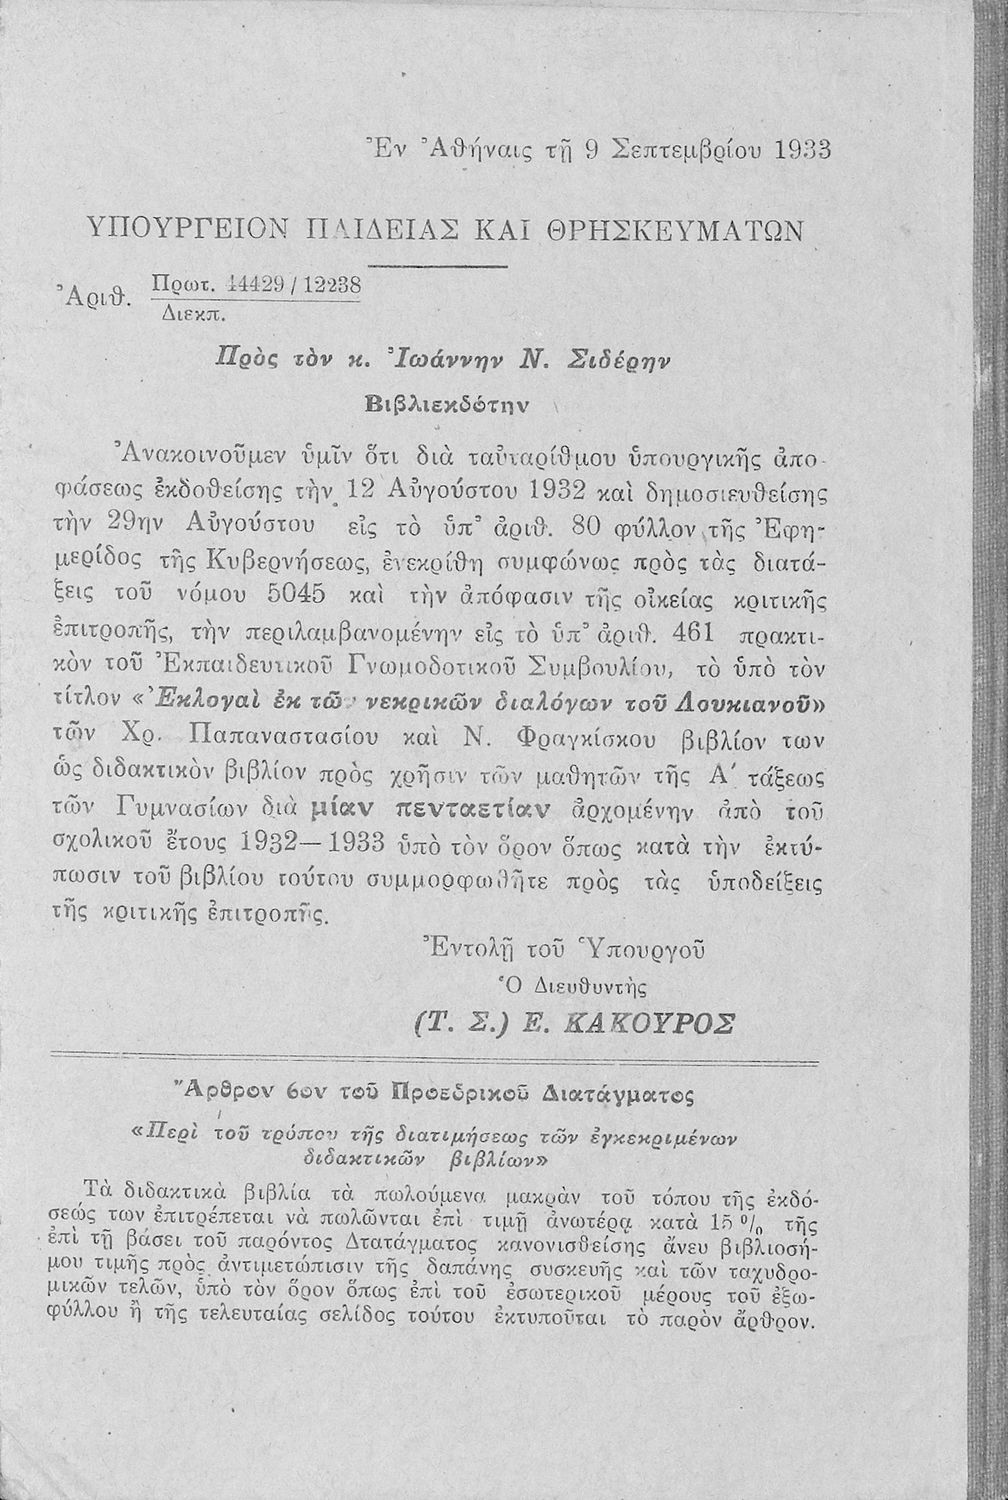 Ἐν Ἀθήναις τῇ 9 Σεπτεμβρίου 1933
ΥΠΟΥΡΓΕΙΟΝ ΠΑΙΔΕΙΑΣ ΚΑΙ ΘΡΗΣΚΕΥΜΑΤΩΝ
Ἀριθ. Πρωτ. 44429 / 12238
Διεκπ.
Πρὸς τὸν κ. Ἰωάννην Ν. Σιδέρην
Βιβλιεκδότην
Ἀνακοινοῦμεν ὑμῖν ὅτι διὰ ταὐταρίθμου ὑπουργικῆς ἀπο-
φάσεως ἐκδοθείσης τὴν 12 Αὐγούστου 1932 καὶ δημοσιευθείσης
τὴν 29ην Αὐγούστου εἰς τὸ ὑπ' ἀριθ. 80 φύλλον τῆς Ἐφη-
μερίδος τῆς Κυβερνήσεως, ἐνεκρίθη συμφώνως πρὸς τὰς διατά-
ξεις τοῦ νόμου 5045 καὶ τὴν ἀπόφασιν τῆς οἰκείας κριτικῆς
ἐπιτροπῆς, τὴν περιλαμβανομένην εἰς τὸ ὑπ' ἀριθ. 461 πρακτι-
κὸν τοῦ Ἐκπαιδευτικοῦ Γνωμοδοτικοῦ Συμβουλίου, τὸ ὑπὸ τὸν
τίτλον «Ἐκλογαὶ ἐκ τῶν νεκρικῶν διαλόγων τοῦ Λουκιανοῦ»
τῶν Χρ. Παπαναστασίου καὶ Ν. Φραγκίσκου βιβλίον των
ὡς διδακτικὸν βιβλίον πρὸς χρῆσιν τῶν μαθητῶν τῆς Α΄ τάξεως
τῶν Γυμνασίων διὰ μίαν πενταετίαν ἀρχομένην ἀπὸ τοῦ
σχολικοῦ ἔτους 1932—1933 ὑπὸ τὸν ὅρον ὅπως κατὰ τὴν ἐκτύ-
πωσιν τοῦ βιβλίου τούτου συμμορφωθῆτε πρὸς τὰς ὑποδείξεις
τῆς κριτικῆς ἐπιτροπῆς.
Ἐντολῇ τοῦ Ὑπουργοῦ
Ὁ Διευθυντὴς
(Τ. Σ.) Ε. ΚΑΚΟΥΡΟΣ
Ἄρθρον 6ον τοῦ Προεδρικοῦ Διατάγματος
«Περὶ τοῦ τρόπου τῆς διατιμήσεως τῶν ἐγκεκριμένων
διδακτικῶν βιβλίων»
Τὰ διδακτικὰ βιβλία τὰ πωλούμενα μακρὰν τοῦ τόπου τῆς ἐκδό-
σεώς των ἐπιτρέπεται νὰ πωλῶνται ἐπὶ τιμῇ ἀνωτέρᾳ κατὰ 15 % τῆς
ἐπὶ τῇ βάσει τοῦ παρόντος Δτατάγματος κανονισθείσης ἄνευ βιβλιοσή-
μου τιμῆς πρὸς ἀντιμετώπισιν τῆς δαπάνης συσκευῆς καὶ τῶν ταχυδρο-
μικῶν τελῶν, ὑπὸ τὸν ὅρον ὅπως ἐπὶ τοῦ ἐσωτερικοῦ μέρους τοῦ ἐξω-
φύλλου ἢ τῆς τελευταίας σελίδος τούτου ἐκτυποῦται τὸ παρὸν ἄρθρον.